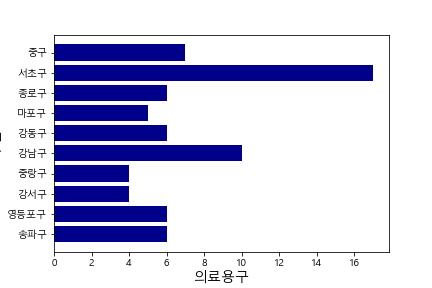 중구
서초구
종로구
마포구
강동구
강남구
중랑구
강서구
영등포구
송파구
0 2 4 6 8 10 12 14 16
의료용구